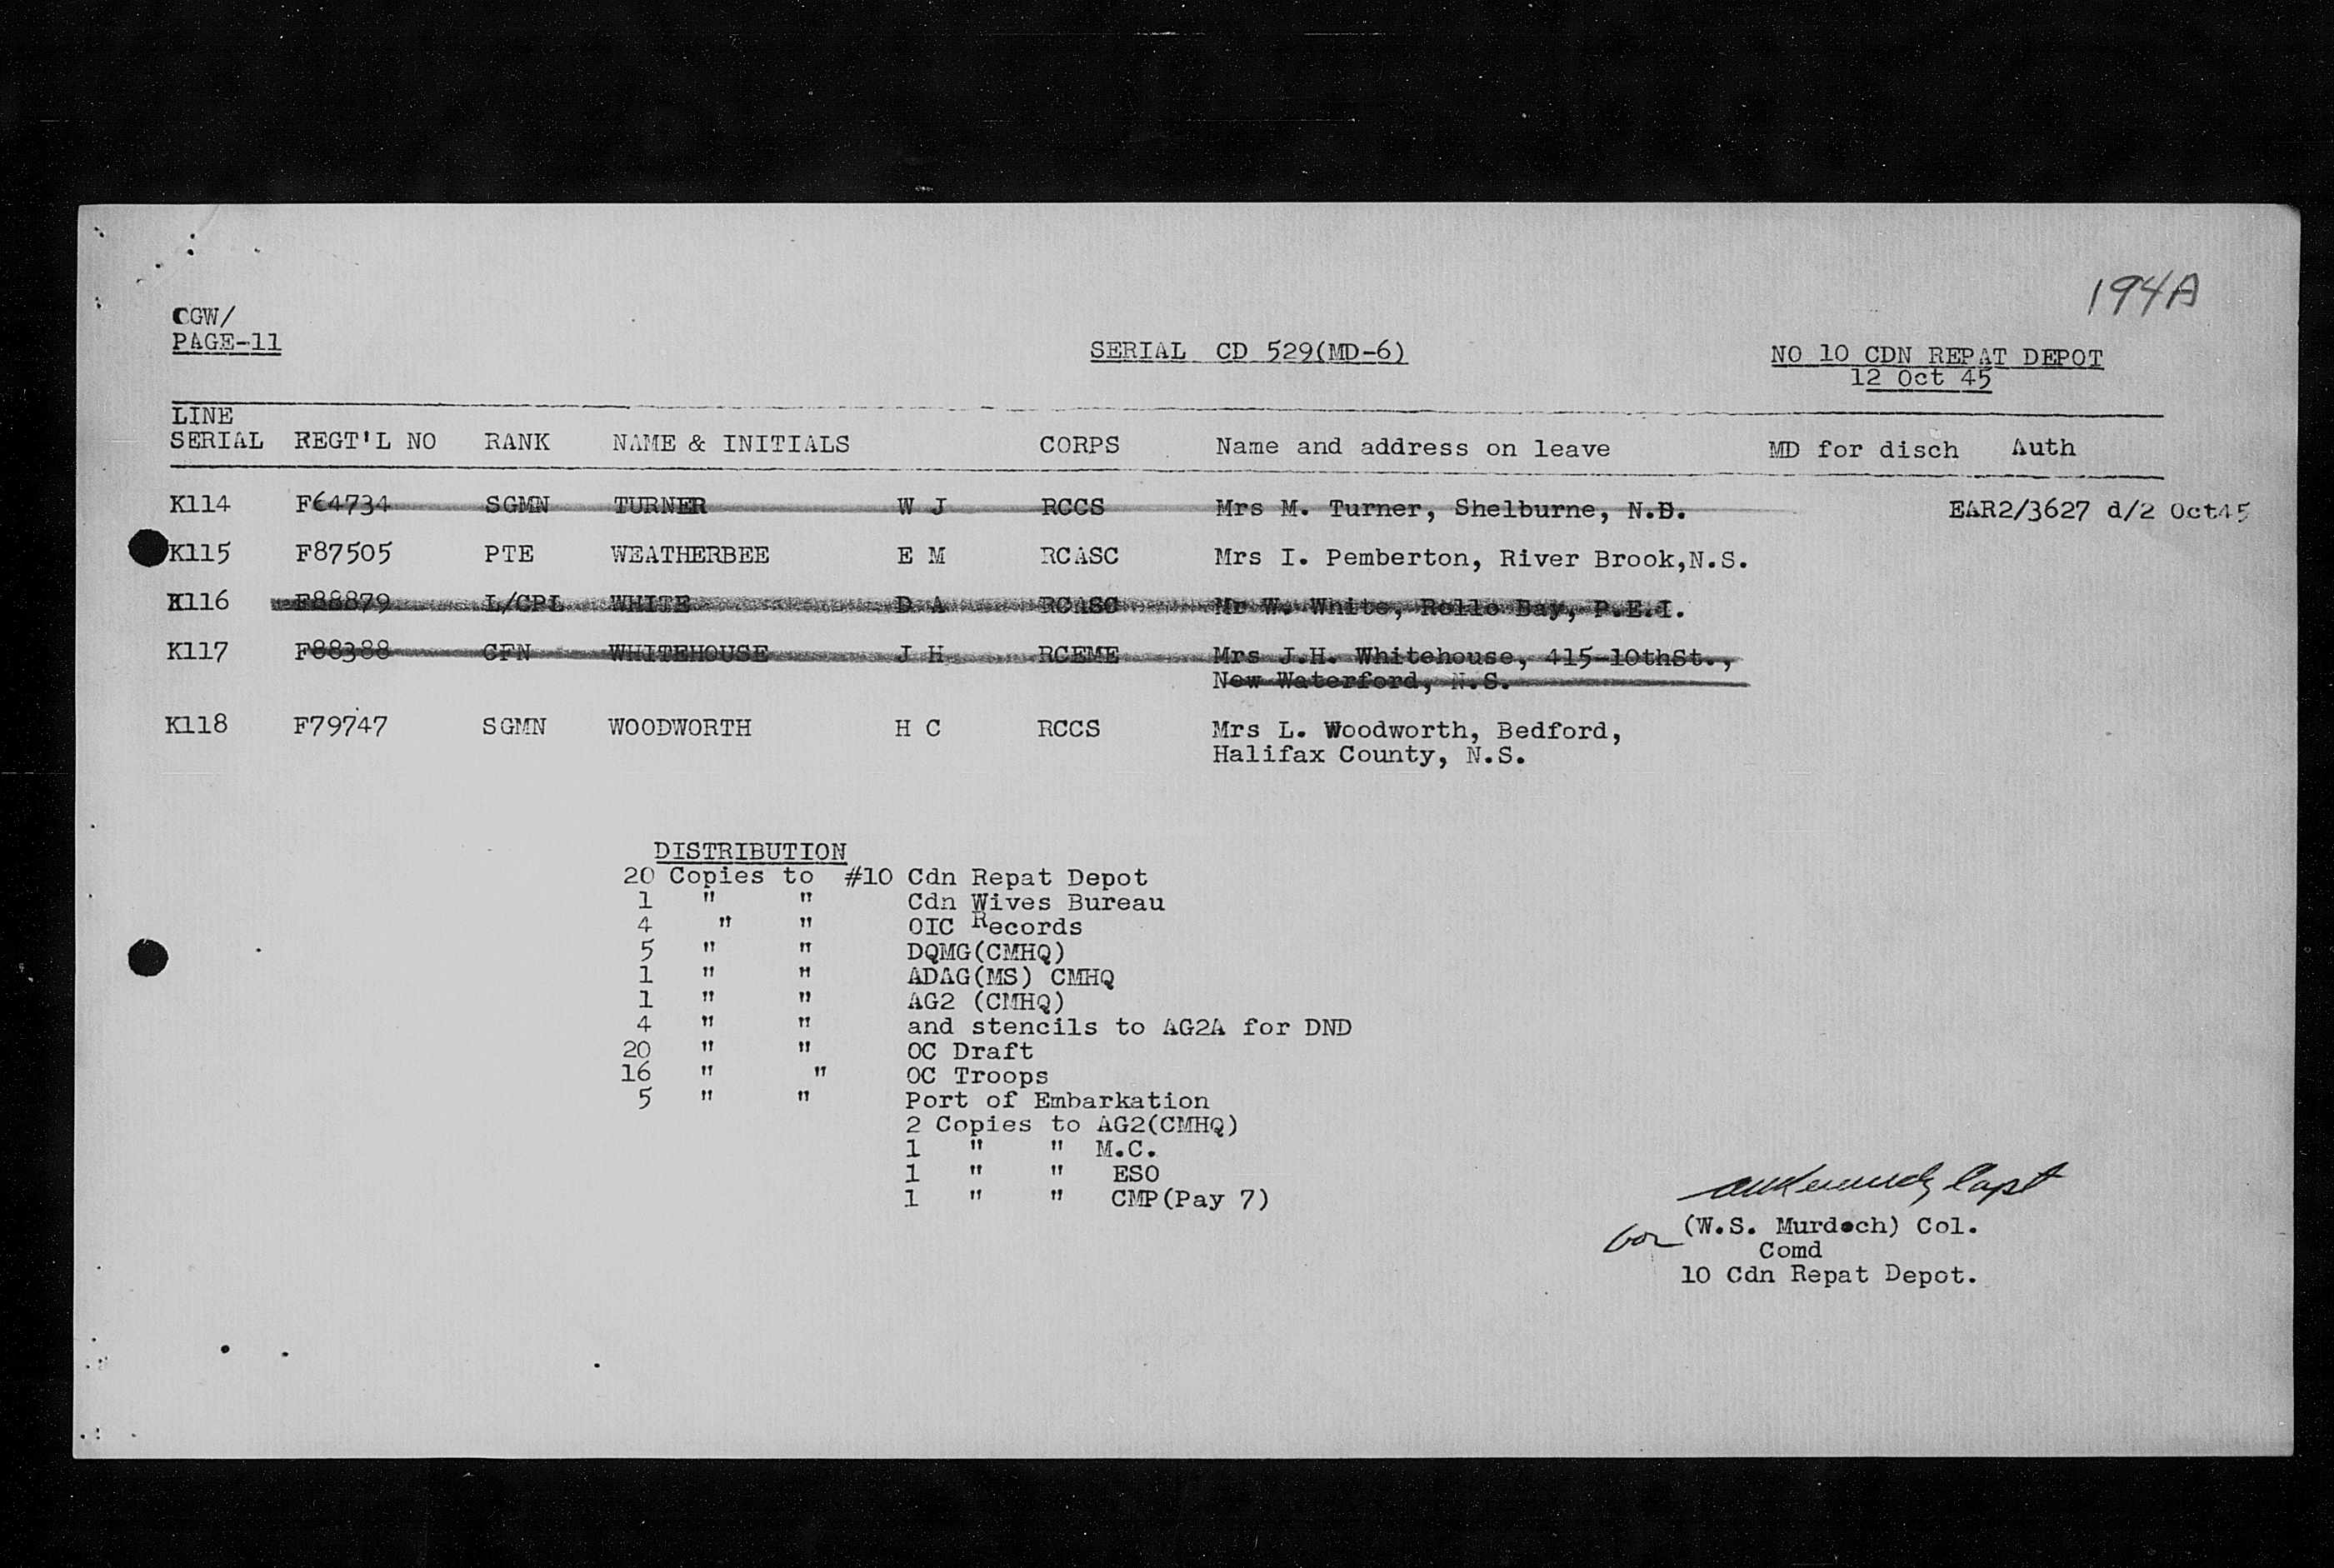 194A
CGW/
PAGE-11
SERIAL CD 529(MD-6)
NO 10 CDN REPAT DEPOT
12 Oct 45
LINE
SERIAL REGT'L NO RANK NAME & INITIALS CORPS Name and address on leave MD for disch Auth
K114 F64734 SGMN TURNER W J RCCS Mrs M. Turner, Shelburne, N.B. EAR2/3627 d/2 Oct45
K115 F87505 PTE WEATHERBEE E M RCASC Mrs I. Pemberton, River Brook,N.S.
K116 F88879 L/CPL WHITE D A RCASC Mr W. White, Rollo Bay, P.E.I.
K117 F88388 CFN WHITEHOUSE J H RCEME Mrs J.H. Whitehouse, 415-10thSt.,
New Waterford, N.S.
K118 F79747 SGMN WOODWORTH H C RCCS Mrs L. Woodworth, Bedford,
Halifax County, N.S.
DISTRIBUTION
20 Copies to #10 Cdn Repat Depot
1 " " Cdn Wives Bureau
4 " " OIC Records
5 " " DQMG(CMHQ)
1 " " ADAG(MS) CMHQ
1 " " AG2 (CMHQ)
4 " " and stencils to AG2A for DND
20 " " OC Draft
16 " " OC Troops
5 " " Port of Embarkation
2 Copies to AG2(CMHQ)
1 " " M.C.
1 " " ESO
1 " " CMP(Pay 7)
Kennedy Capt
for (W.S. Murdoch) Col.
Comd
10 Cdn Repat Depot.